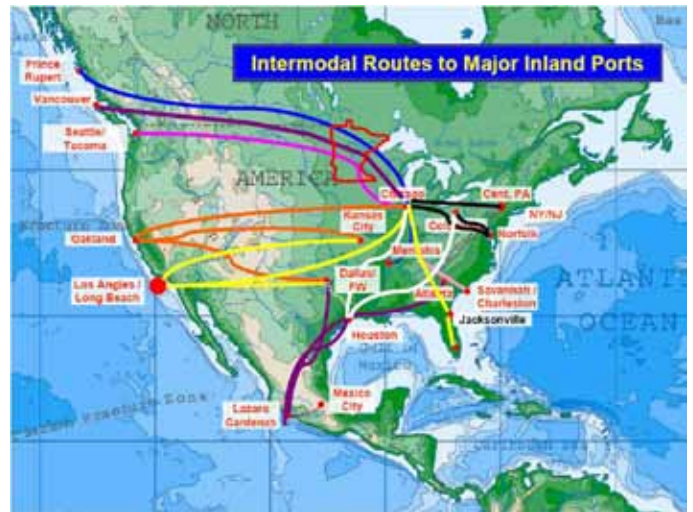 NORTH
Intermodal Routes to Major Inland Ports
Prince
Rupert
Vancouver
Seattle/
Tacoma
AMERICA
Chicago
Cent. PA
Kansas
City
NY/NJ
Norfolk
Oakland
Memphis
Los Angles /
Long Beach
Dallas/
FW
Atlanta
Savannah /
Charleston
ATLANTIC
OCEAN
Jacksonville
Houston
Mexico
City
Lazaro
Cardenas